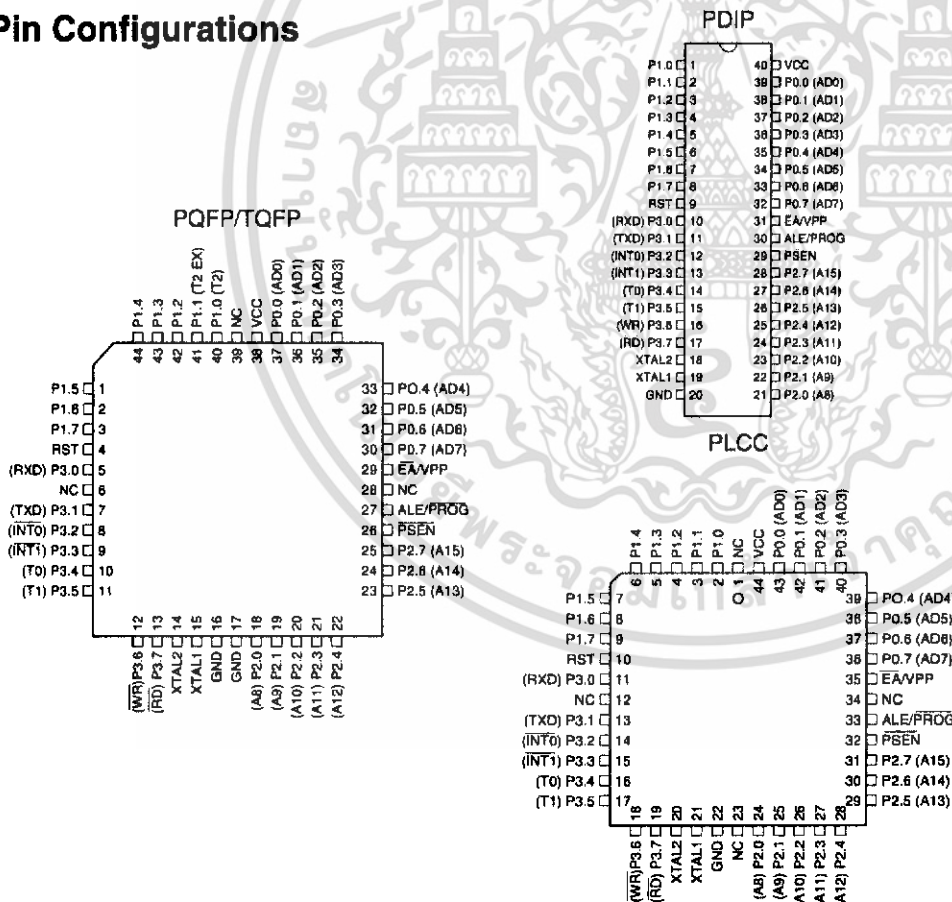 Pin Configurations
PDIP
P1.0 1 40 VCC
P1.1 2 39 P0.0 (AD0)
P1.2 3 38 P0.1 (AD1)
P1.3 4 37 P0.2 (AD2)
P1.4 5 36 P0.3 (AD3)
P1.5 6 35 P0.4 (AD4)
P1.6 7 34 P0.5 (AD5)
P1.7 8 33 P0.6 (AD6)
RST 9 32 P0.7 (AD7)
(RXD) P3.0 10 31 EA/VPP
(TXD) P3.1 11 30 ALE/PROG
(INT0) P3.2 12 29 PSEN
(INT1) P3.3 13 28 P2.7 (A15)
(T0) P3.4 14 27 P2.6 (A14)
(T1) P3.5 15 26 P2.5 (A13)
(WR) P3.6 16 25 P2.4 (A12)
(RD) P3.7 17 24 P2.3 (A11)
XTAL2 18 23 P2.2 (A10)
XTAL1 19 22 P2.1 (A9)
GND 20 21 P2.0 (A8)
PQFP/TQFP
44 P1.4
43 P1.3
42 P1.2
41 P1.1 (T2 EX)
40 P1.0 (T2)
39 NC
38 VCC
37 P0.0 (AD0)
36 P0.1 (AD1)
35 P0.2 (AD2)
34 P0.3 (AD3)
P1.5 1 33 PO.4 (AD4)
P1.6 2 32 P0.5 (AD5)
P1.7 3 31 P0.6 (AD6)
RST 4 30 P0.7 (AD7)
(RXD) P3.0 5 29 EA/VPP
NC 6 28 NC
(TXD) P3.1 7 27 ALE/PROG
(INT0) P3.2 8 26 PSEN
(INT1) P3.3 9 25 P2.7 (A15)
(T0) P3.4 10 24 P2.6 (A14)
(T1) P3.5 11 23 P2.5 (A13)
12 (WR) P3.6
13 (RD) P3.7
14 XTAL2
15 XTAL1
16 GND
17 GND
18 (A8) P2.0
19 (A9) P2.1
20 (A10) P2.2
21 (A11) P2.3
22 (A12) P2.4
PLCC
6 P1.4
5 P1.3
4 P1.2
3 P1.1
2 P1.0
1 NC
44 VCC
43 P0.0 (AD0)
42 P0.1 (AD1)
41 P0.2 (AD2)
40 P0.3 (AD3)
P1.5 7 39 PO.4 (AD4)
P1.6 8 38 P0.5 (AD5)
P1.7 9 37 P0.6 (AD6)
RST 10 36 P0.7 (AD7)
(RXD) P3.0 11 35 EA/VPP
NC 12 34 NC
(TXD) P3.1 13 33 ALE/PROG
(INT0) P3.2 14 32 PSEN
(INT1) P3.3 15 31 P2.7 (A15)
(T0) P3.4 16 30 P2.6 (A14)
(T1) P3.5 17 29 P2.5 (A13)
18 (WR) P3.6
19 (RD) P3.7
20 XTAL2
21 XTAL1
22 GND
23 NC
24 (A8) P2.0
25 (A9) P2.1
26 (A10) P2.2
27 (A11) P2.3
28 (A12) P2.4